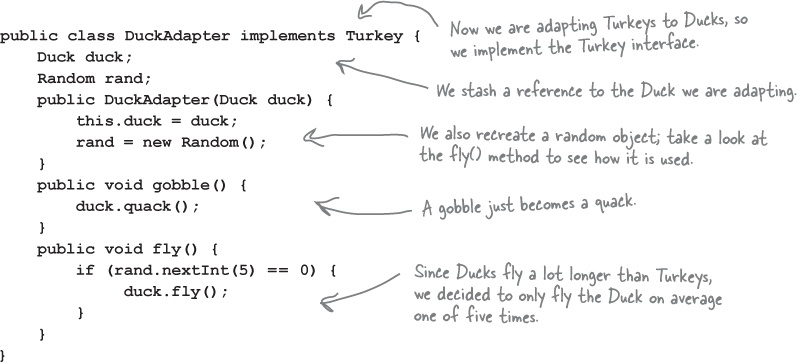 public class DuckAdapter implements Turkey {
    Duck duck;
    Random rand;
    public DuckAdapter(Duck duck) {
        this.duck = duck;
        rand = new Random();
    }
    public void gobble() {
        duck.quack();
    }
    public void fly() {
        if (rand.nextInt(5) == 0) {
            duck.fly();
        }
    }
}
Now we are adapting Turkeys to Ducks, so
we implement the Turkey interface.
We stash a reference to the Duck we are adapting.
We also recreate a random object; take a look at
the fly() method to see how it is used.
A gobble just becomes a quack.
Since Ducks fly a lot longer than Turkeys,
we decided to only fly the Duck on average
one of five times.